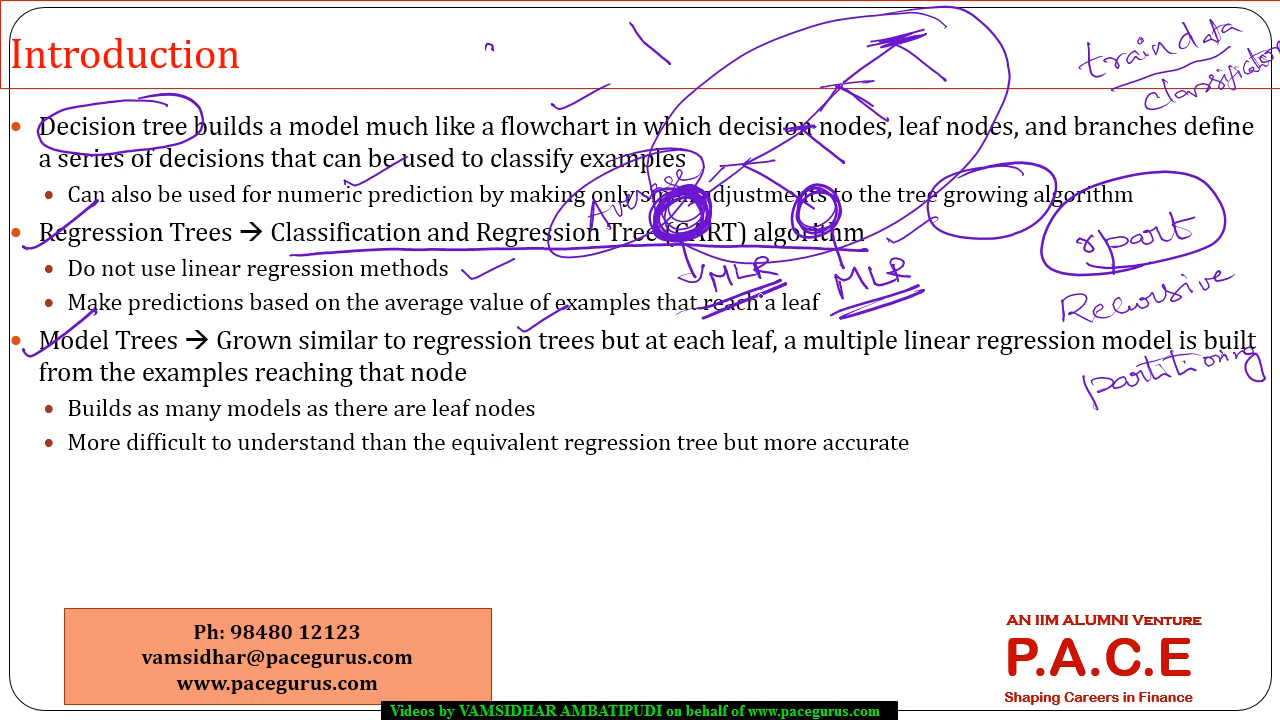 Introduction
train data
classification
• Decision tree builds a model much like a flowchart in which decision nodes, leaf nodes, and branches define
a series of decisions that can be used to classify examples
• Can also be used for numeric prediction by making only small adjustments to the tree growing algorithm
Average
• Regression Trees → Classification and Regression Tree (CART) algorithm
rpart
• Do not use linear regression methods
MLR
MLR
Recursive
• Make predictions based on the average value of examples that reach a leaf
• Model Trees → Grown similar to regression trees but at each leaf, a multiple linear regression model is built
from the examples reaching that node
partitioning
• Builds as many models as there are leaf nodes
• More difficult to understand than the equivalent regression tree but more accurate
Ph: 98480 12123
vamsidhar@pacegurus.com
www.pacegurus.com
AN IIM ALUMNI VENTURE
P.A.C.E
Shaping Careers in Finance
Videos by VAMSIDHAR AMBATIPUDI on behalf of www.pacegurus.com